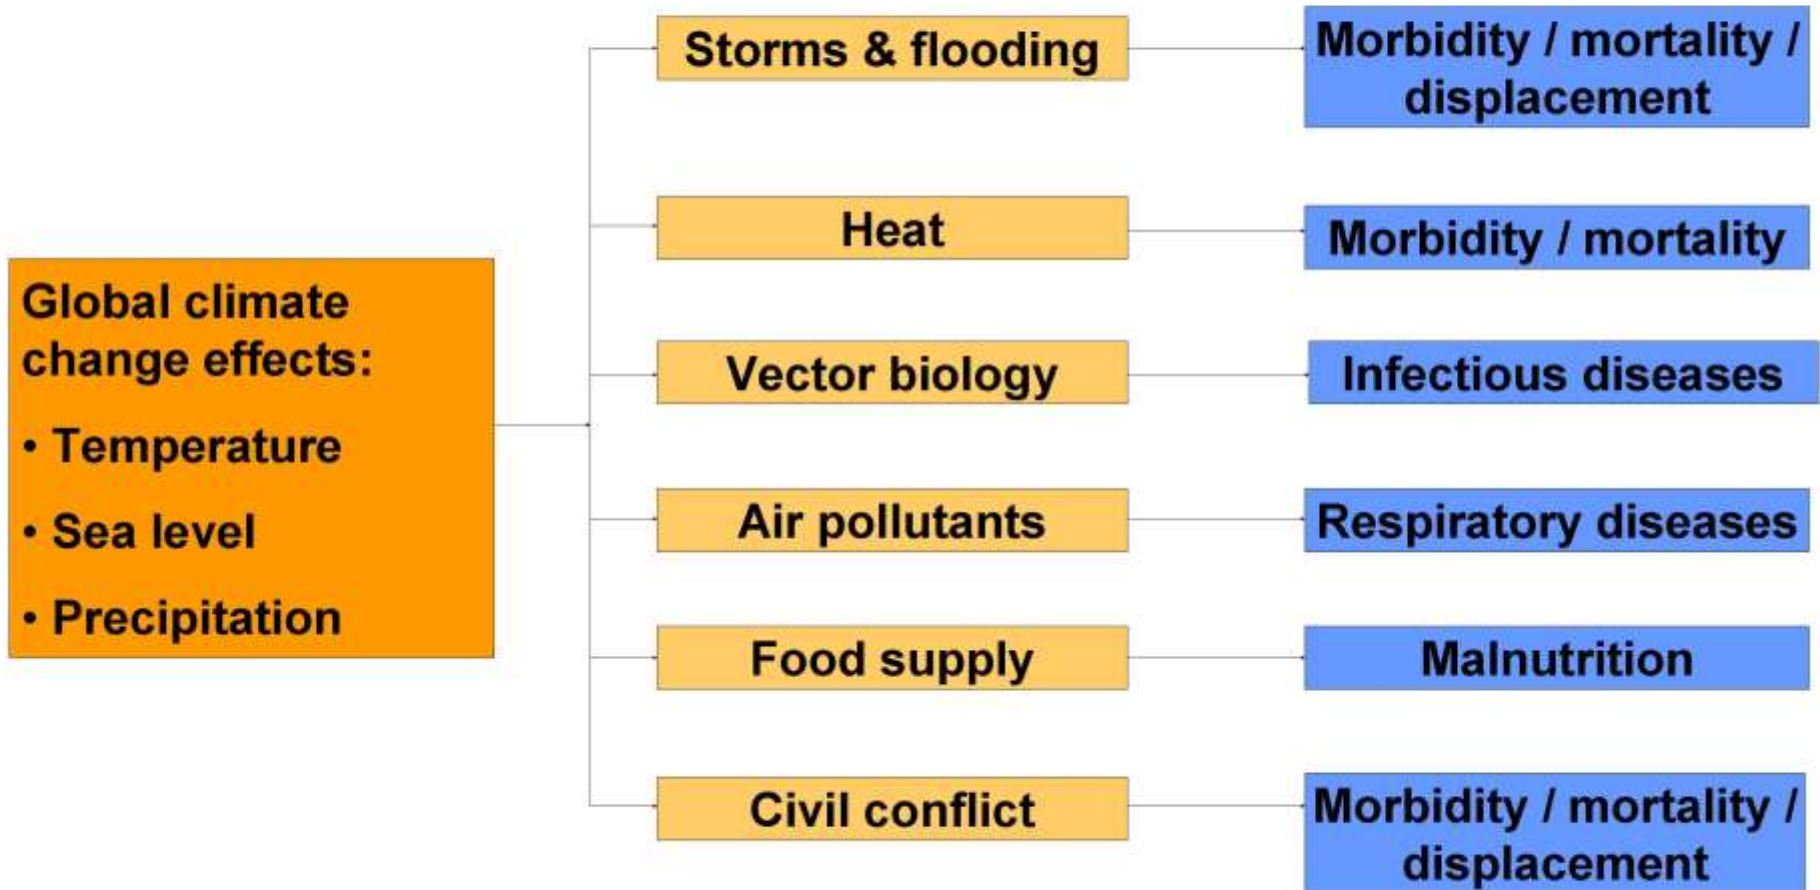 Storms & flooding
Morbidity / mortality /
displacement
Heat
Morbidity / mortality
Global climate
change effects:
• Temperature
• Sea level
• Precipitation
Vector biology
Infectious diseases
Air pollutants
Respiratory diseases
Food supply
Malnutrition
Civil conflict
Morbidity / mortality /
displacement